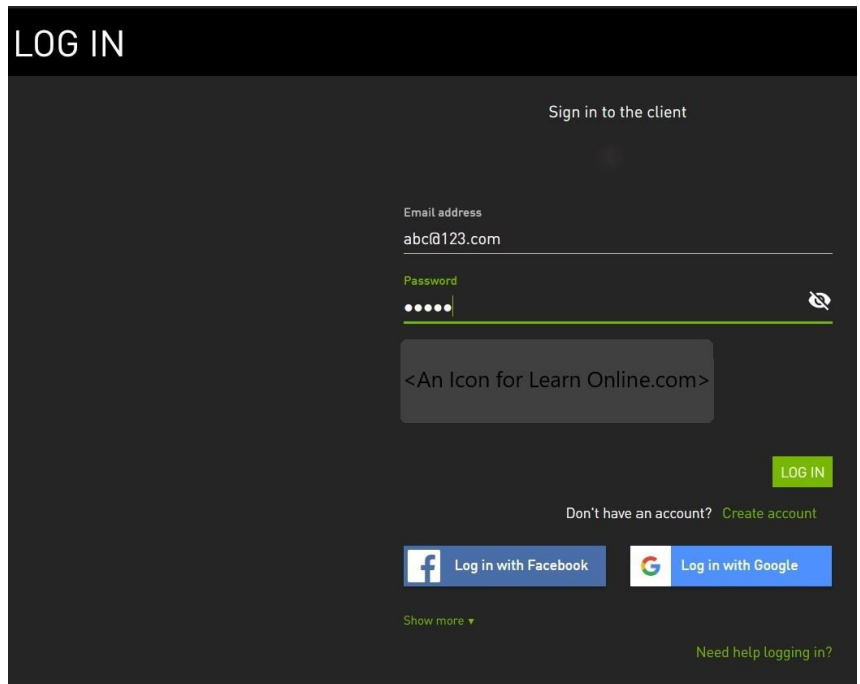 LOG IN
Sign in to the client
Email address
abc@123.com
Password
●●●●●
<An Icon for Learn Online.com>
LOG IN
Don't have an account? Create account
Log in with Facebook
Log in with Google
Show more ▾
Need help logging in?